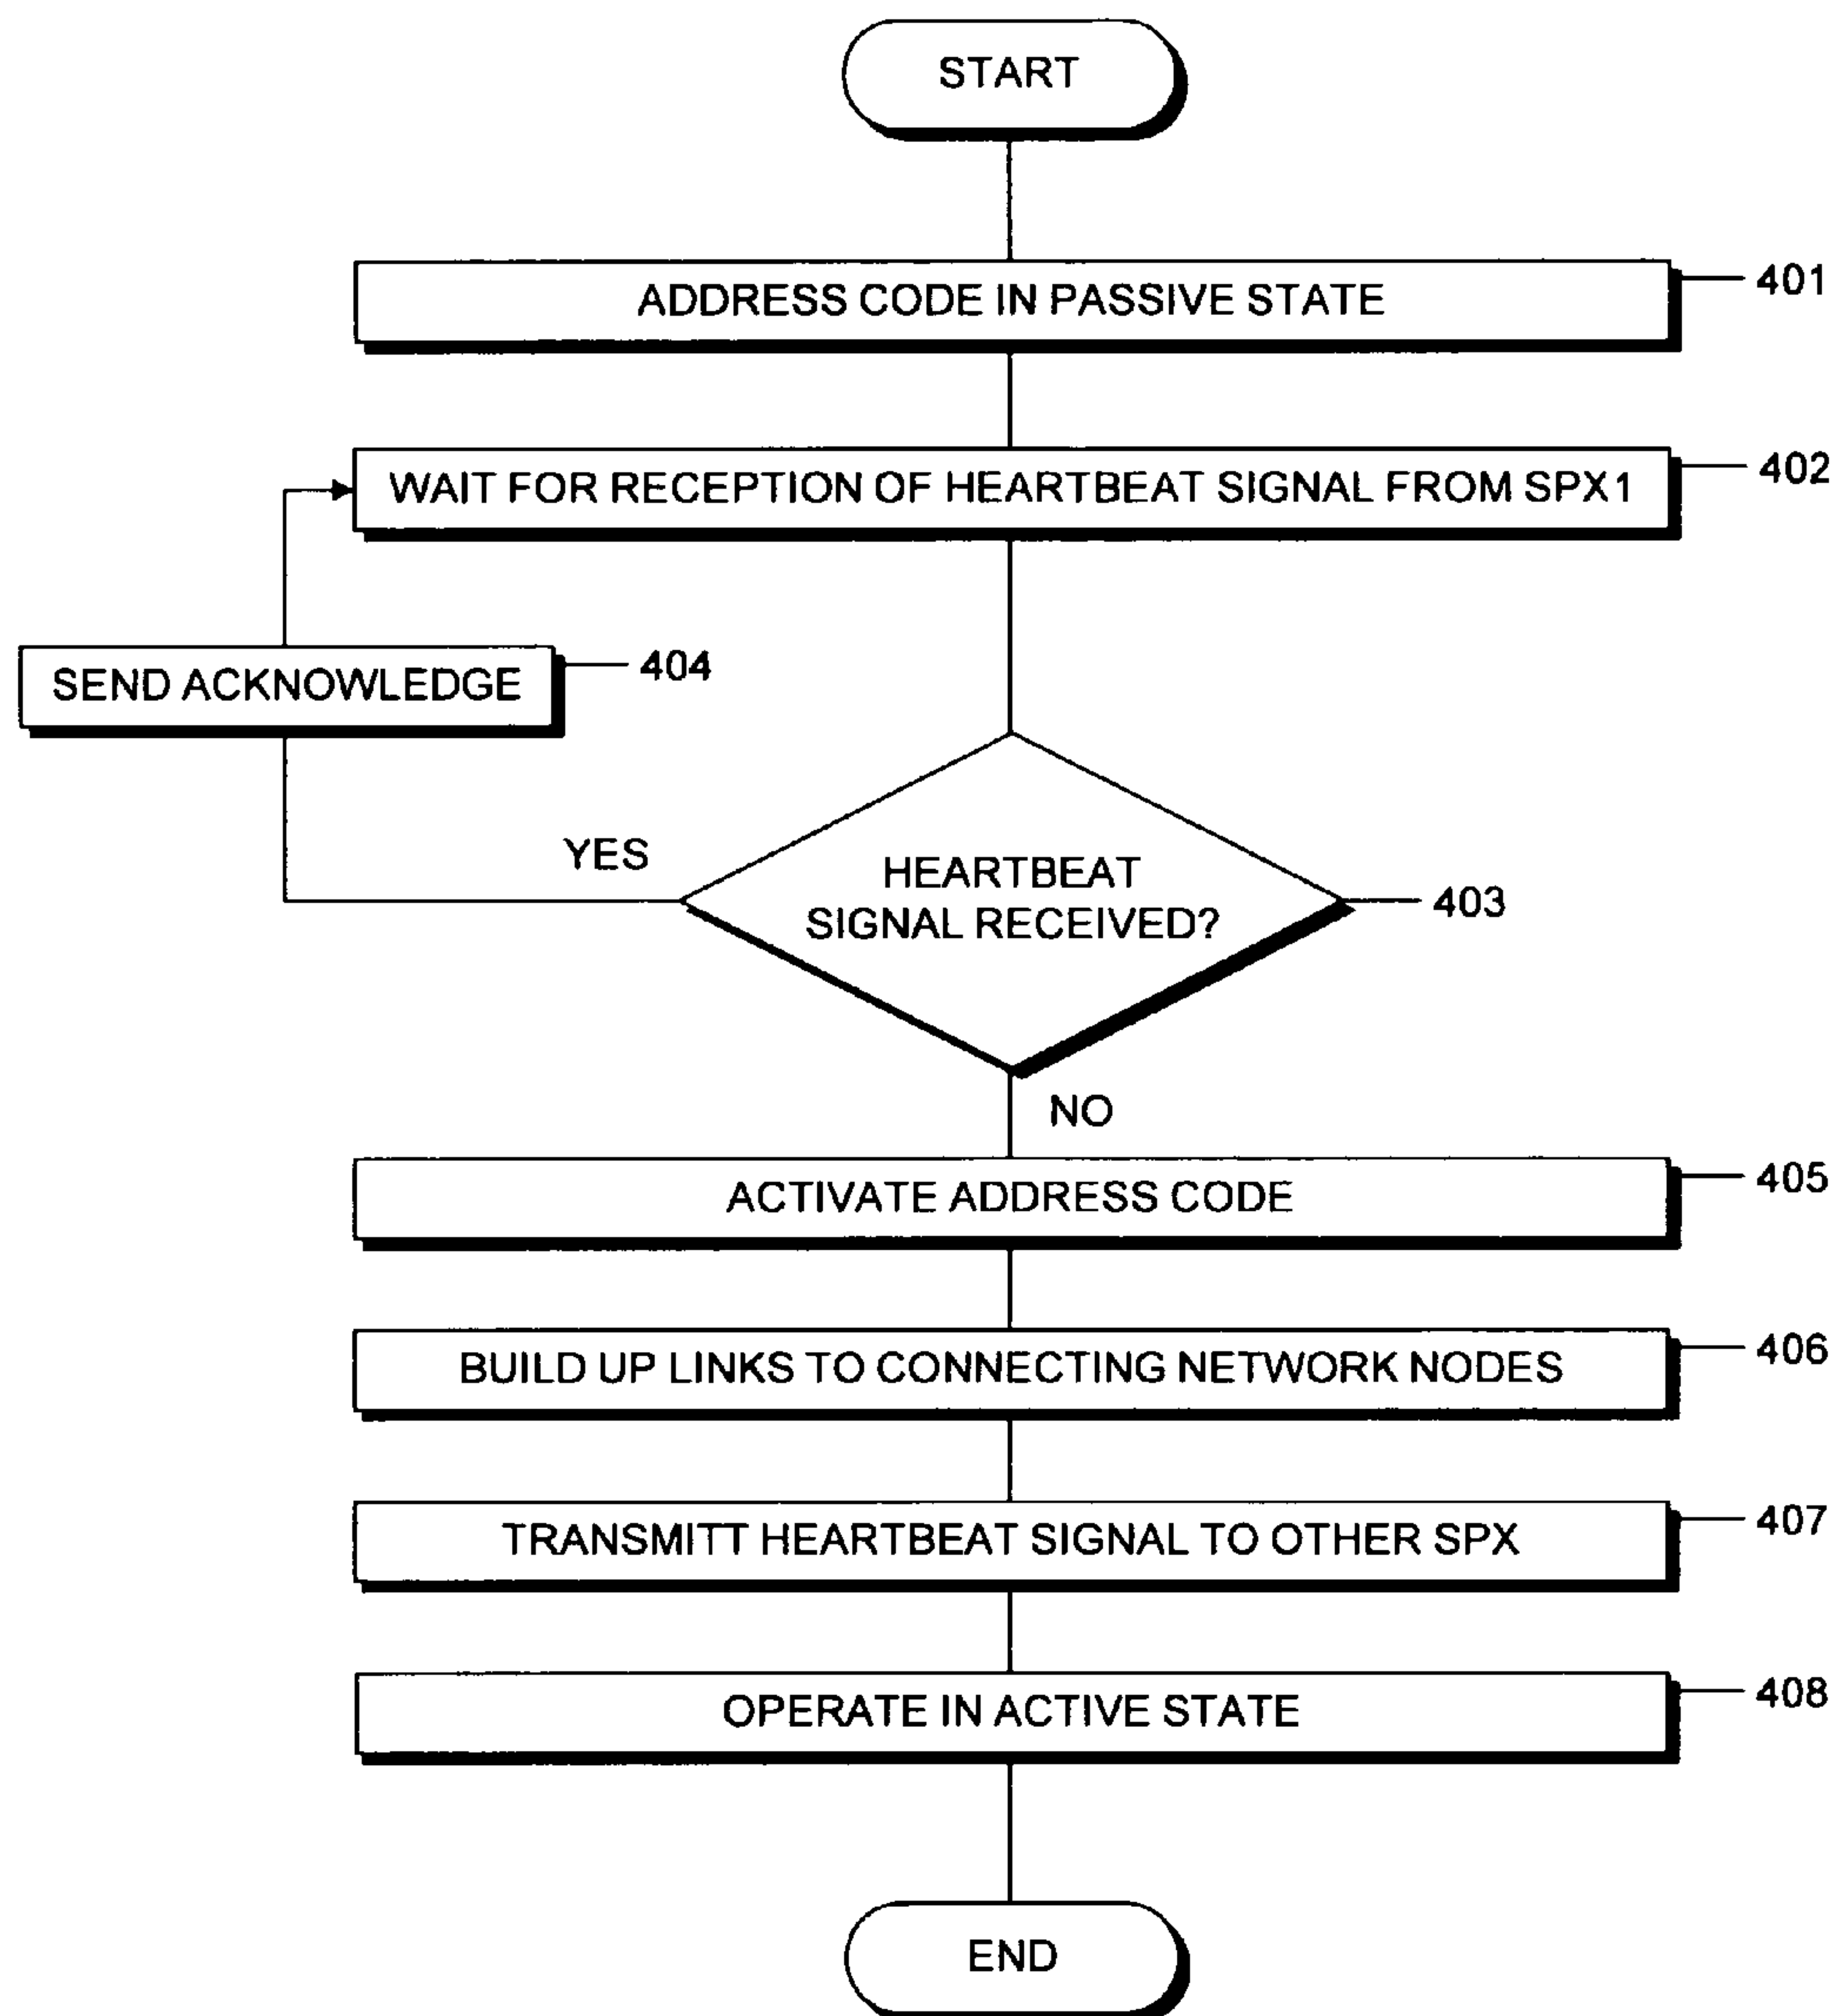 START
ADDRESS CODE IN PASSIVE STATE
401
WAIT FOR RECEPTION OF HEARTBEAT SIGNAL FROM SPX1
402
SEND ACKNOWLEDGE
404
YES
HEARTBEAT
SIGNAL RECEIVED?
403
NO
ACTIVATE ADDRESS CODE
405
BUILD UP LINKS TO CONNECTING NETWORK NODES
406
TRANSMITT HEARTBEAT SIGNAL TO OTHER SPX
407
OPERATE IN ACTIVE STATE
408
END